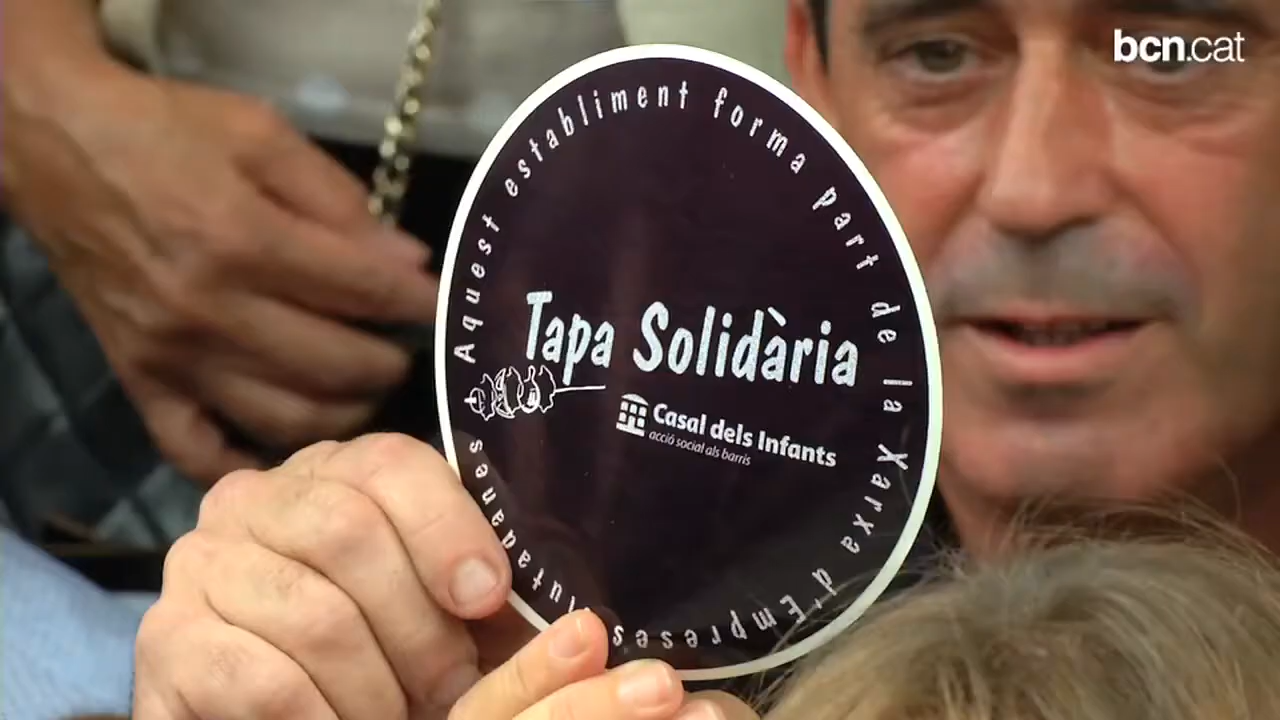 bcn.cat
Aquest establiment forma part de la Xarxa d'Empreses
Tapa Solidària
Casal dels Infants
acció social als barris